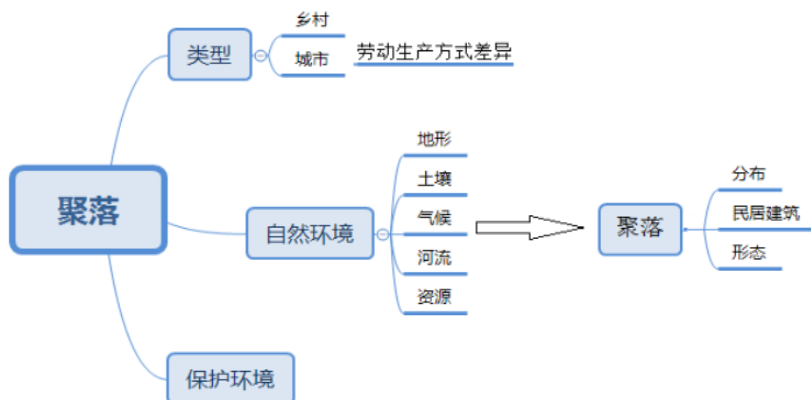 聚落
类型
乡村
城市
劳动生产方式差异
自然环境
地形
土壤
气候
河流
资源
聚落
分布
民居建筑
形态
保护环境